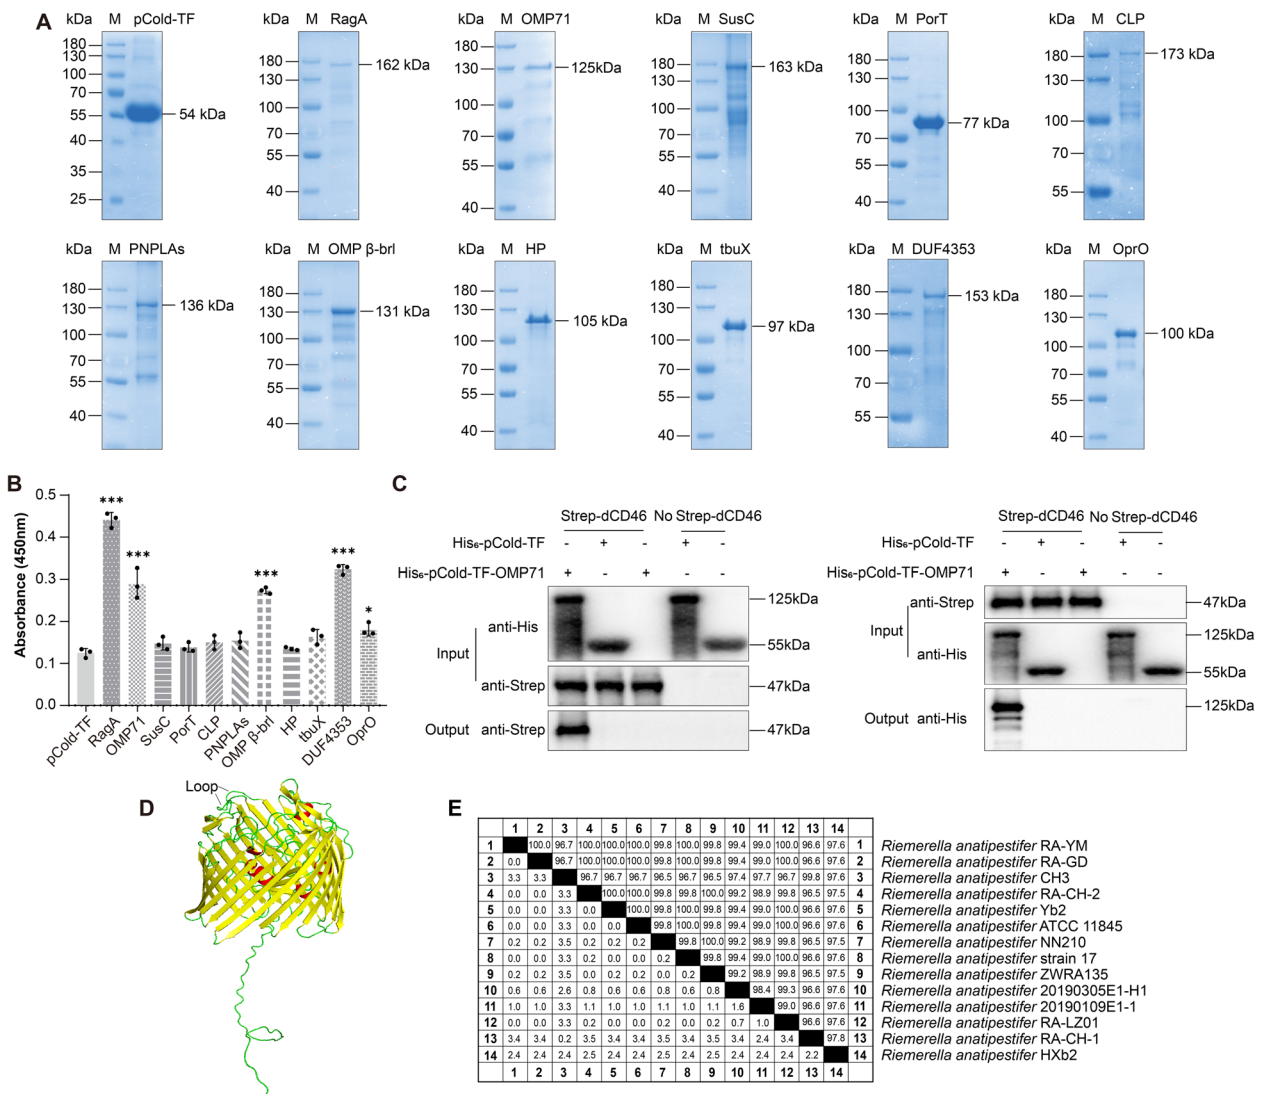 A
kDa M pCold-TF
180
130
100
70
55
40
35
25
54 kDa
kDa M RagA
180
130
100
70
55
40
162 kDa
kDa M OMP71
180
130
100
70
55
40
125kDa
kDa M SusC
180
130
100
70
55
40
163 kDa
kDa M PorT
180
130
100
70
55
40
77 kDa
kDa M CLP
180
130
100
70
55
173 kDa
kDa M PNPLAs
180
130
100
70
55
40
136 kDa
kDa M OMP β-brl
180
130
100
70
55
40
131 kDa
kDa M HP
180
130
100
70
55
40
105 kDa
kDa M tbuX
180
130
100
70
55
40
97 kDa
kDa M DUF4353
180
130
100
70
55
153 kDa
kDa M OprO
180
130
100
70
55
40
100 kDa
B
Absorbance (450nm)
0.5
0.4
0.3
0.2
0.1
0.0
*** *** *** *** *
pCold-TF RagA OMP71 SusC PorT CLP PNPLAs OMP β-brl HP tbuX DUF4353 OprO
C
Strep-dCD46 No Strep-dCD46
His₆-pCold-TF - + - + -
His₆-pCold-TF-OMP71 + - + - -
Input
anti-His
125kDa
55kDa
anti-Strep
47kDa
Output anti-Strep
47kDa
Strep-dCD46 No Strep-dCD46
His₆-pCold-TF - + - + -
His₆-pCold-TF-OMP71 + - + - -
Input
anti-Strep
47kDa
anti-His
125kDa
55kDa
Output anti-His
125kDa
D
Loop
E
1 2 3 4 5 6 7 8 9 10 11 12 13 14
1 100.0 96.7 100.0 100.0 100.0 99.8 100.0 99.8 99.4 99.0 100.0 96.6 97.6 1 Riemerella anatipestifer RA-YM
2 0.0 96.7 100.0 100.0 100.0 99.8 100.0 99.8 99.4 99.0 100.0 96.6 97.6 2 Riemerella anatipestifer RA-GD
3 3.3 3.3 96.7 96.7 96.7 96.5 96.7 96.5 97.4 97.7 96.7 99.8 97.6 3 Riemerella anatipestifer CH3
4 0.0 0.0 3.3 100.0 100.0 99.8 99.8 100.0 99.2 98.9 99.8 96.5 97.5 4 Riemerella anatipestifer RA-CH-2
5 0.0 0.0 3.3 0.0 100.0 99.8 100.0 99.8 99.4 99.0 100.0 96.6 97.6 5 Riemerella anatipestifer Yb2
6 0.0 0.0 3.3 0.0 0.0 99.8 100.0 99.8 99.4 99.0 100.0 96.6 97.6 6 Riemerella anatipestifer ATCC 11845
7 0.2 0.2 3.5 0.2 0.2 0.2 99.8 100.0 99.2 98.9 99.8 96.5 97.5 7 Riemerella anatipestifer NN210
8 0.0 0.0 3.3 0.0 0.0 0.0 0.2 99.8 99.4 99.0 100.0 96.6 97.6 8 Riemerella anatipestifer strain 17
9 0.2 0.2 3.5 0.0 0.2 0.2 0.0 0.2 99.2 98.9 99.8 96.5 97.5 9 Riemerella anatipestifer ZWRA135
10 0.6 0.6 2.6 0.8 0.6 0.6 0.8 0.6 0.8 98.4 99.3 96.6 97.6 10 Riemerella anatipestifer 20190305E1-H1
11 1.0 1.0 3.3 1.1 1.0 1.0 1.1 1.0 1.1 1.6 99.0 96.6 97.6 11 Riemerella anatipestifer 20190109E1-1
12 0.0 0.0 3.3 0.2 0.0 0.0 0.2 0.0 0.2 0.7 1.0 96.6 97.6 12 Riemerella anatipestifer RA-LZ01
13 3.4 3.4 0.2 3.5 3.4 3.4 3.5 3.4 3.5 2.4 3.4 3.4 97.8 13 Riemerella anatipestifer RA-CH-1
14 2.4 2.4 2.4 2.5 2.4 2.4 2.5 2.4 2.5 2.4 2.4 2.4 2.2 14 Riemerella anatipestifer HXb2
1 2 3 4 5 6 7 8 9 10 11 12 13 14